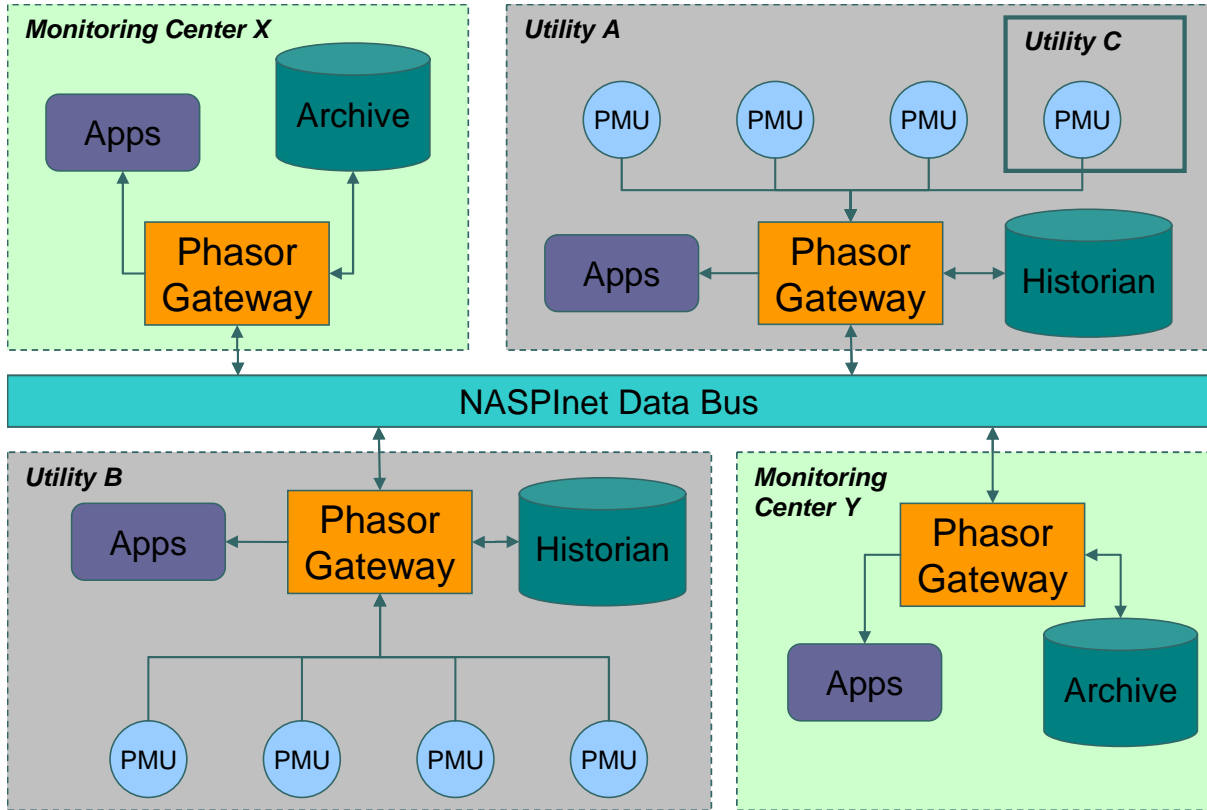 Monitoring Center X
Apps
Archive
Phasor
Gateway
Utility A
Utility C
PMU
PMU
PMU
PMU
Apps
Phasor
Gateway
Historian
NASPInet Data Bus
Utility B
Apps
Phasor
Gateway
Historian
PMU
PMU
PMU
PMU
Monitoring
Center Y
Phasor
Gateway
Apps
Archive